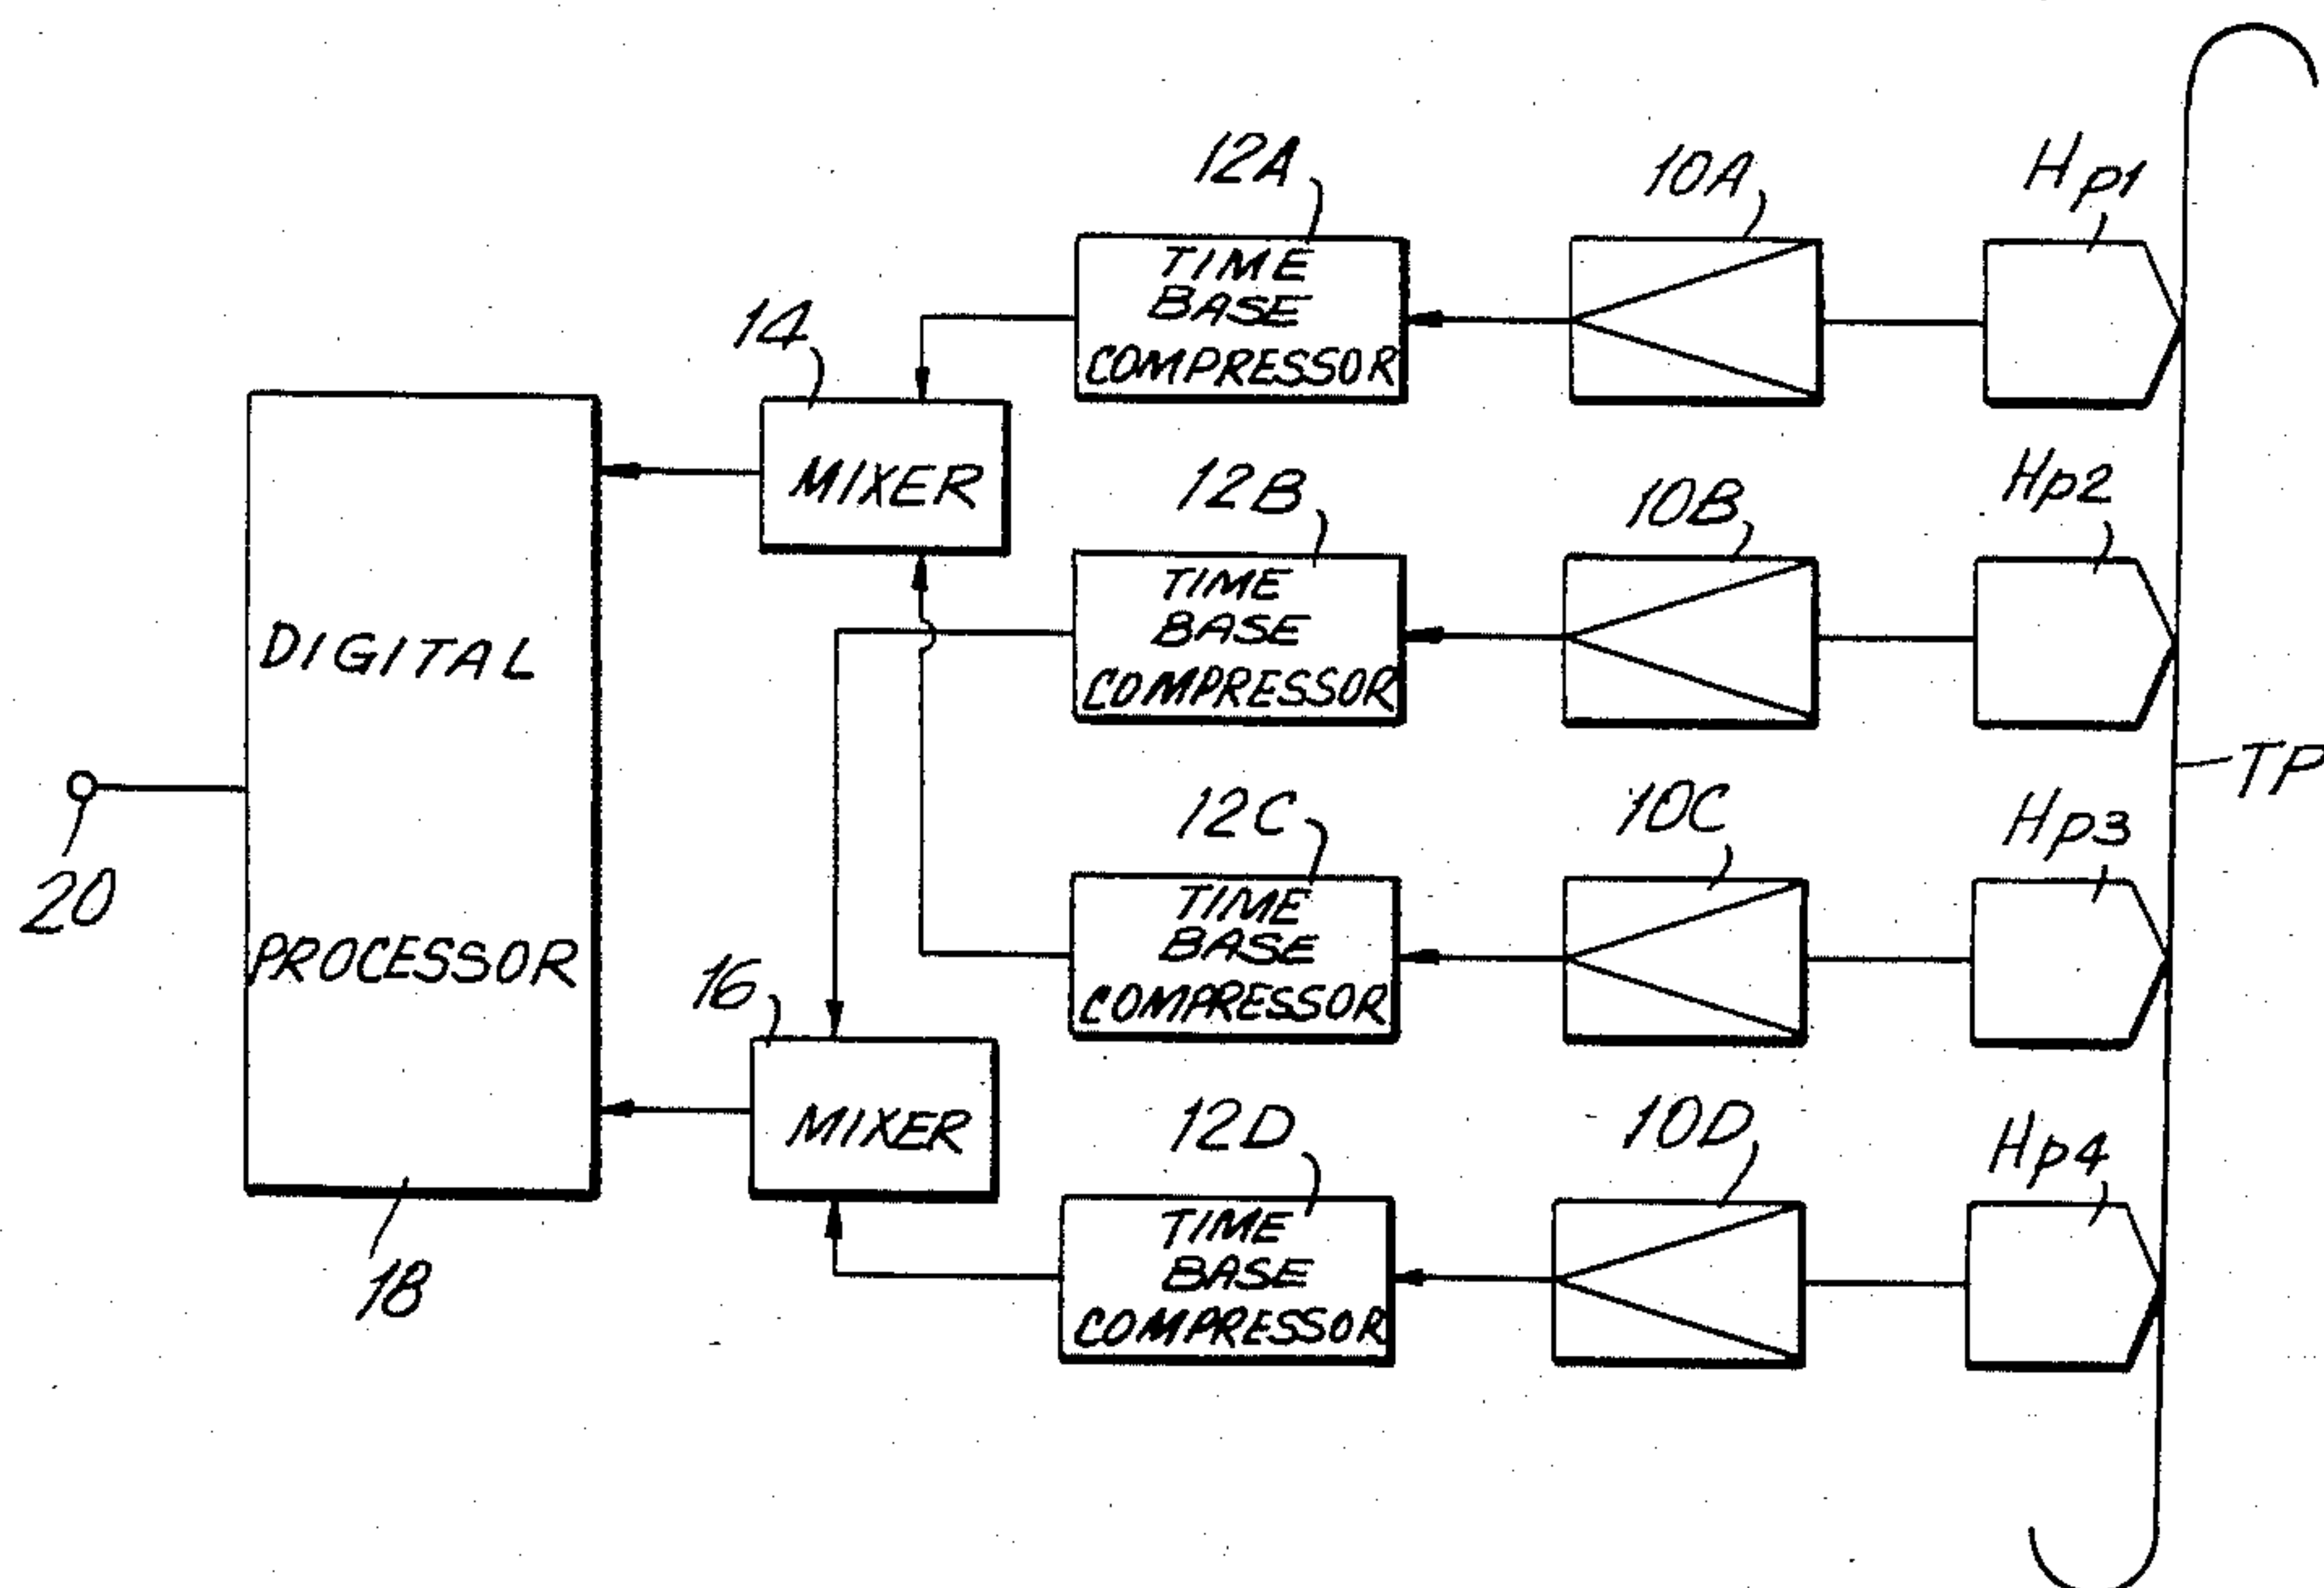 12A
10A
Hp1
TIME
BASE
COMPRESSOR
14
MIXER
12B
10B
Hp2
TIME
BASE
COMPRESSOR
DIGITAL
PROCESSOR
TP
20
12C
10C
Hp3
TIME
BASE
COMPRESSOR
16
MIXER
12D
10D
Hp4
TIME
BASE
COMPRESSOR
18